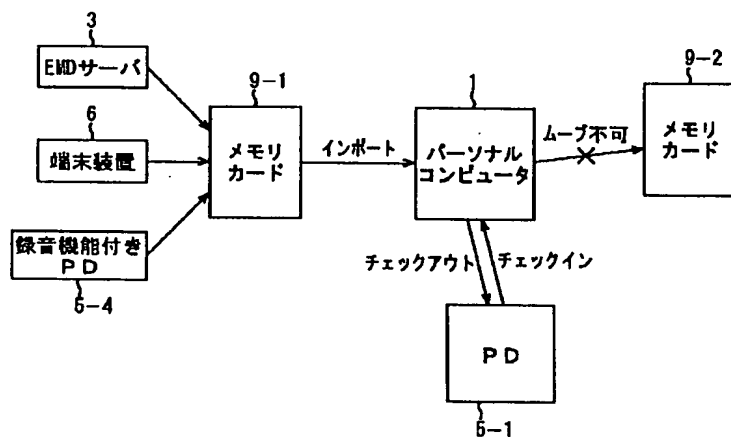 3
EMDサーバ
6
端末装置
録音機能付き
PD
5-4
9-1
メモリ
カード
インポート
1
パーソナル
コンピュータ
ムーブ不可
9-2
メモリ
カード
チェックアウト
チェックイン
PD
5-1